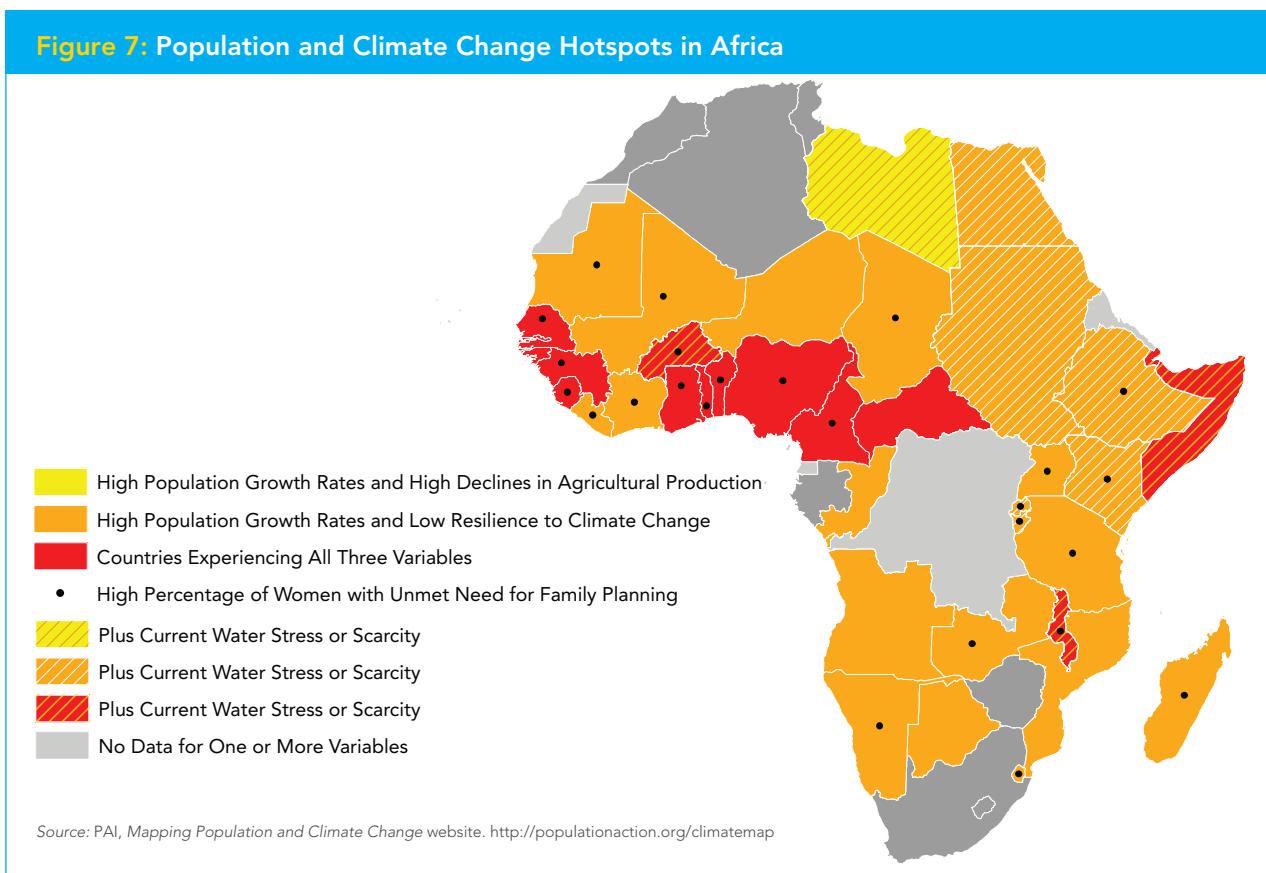 Figure 7: Population and Climate Change Hotspots in Africa
High Population Growth Rates and High Declines in Agricultural Production
High Population Growth Rates and Low Resilience to Climate Change
Countries Experiencing All Three Variables
High Percentage of Women with Unmet Need for Family Planning
Plus Current Water Stress or Scarcity
Plus Current Water Stress or Scarcity
Plus Current Water Stress or Scarcity
No Data for One or More Variables
Source: PAI, Mapping Population and Climate Change website. http://populationaction.org/climatemap